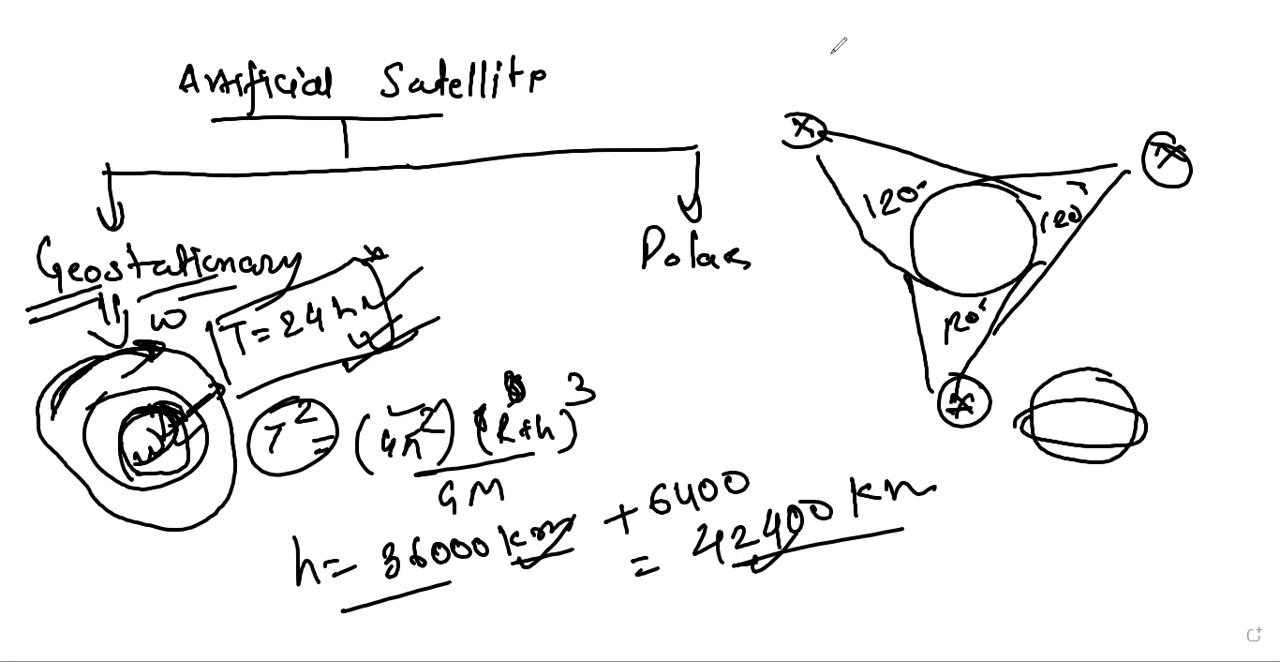 Artificial Satellite
Geostationary
Polar
ω
T = 24 hr
T² = (4π²) (R+h)³
GM
h = 36000 km + 6400
= 42400 km
120°
120°
120°